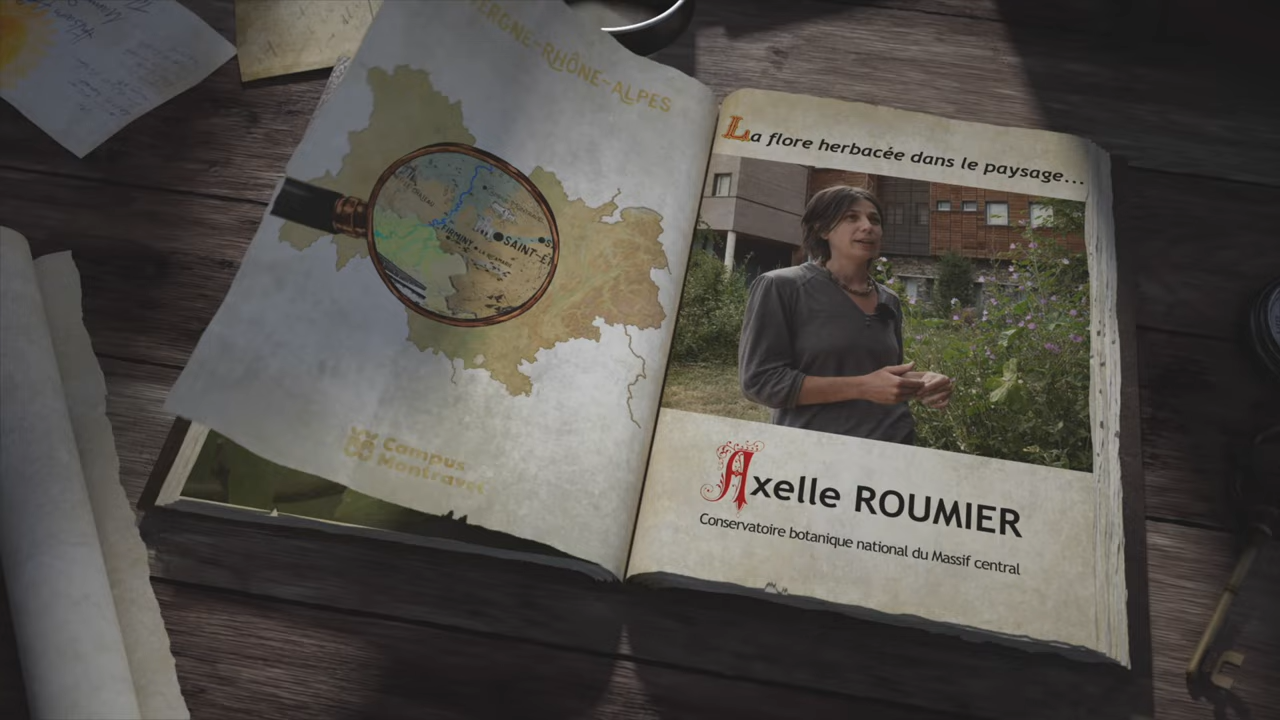 RHÔNE-ALPES
FIRMINY
SAINT-É
Campus
Montravel
La flore herbacée dans le paysage...
Axelle ROUMIER
Conservatoire botanique national du Massif central